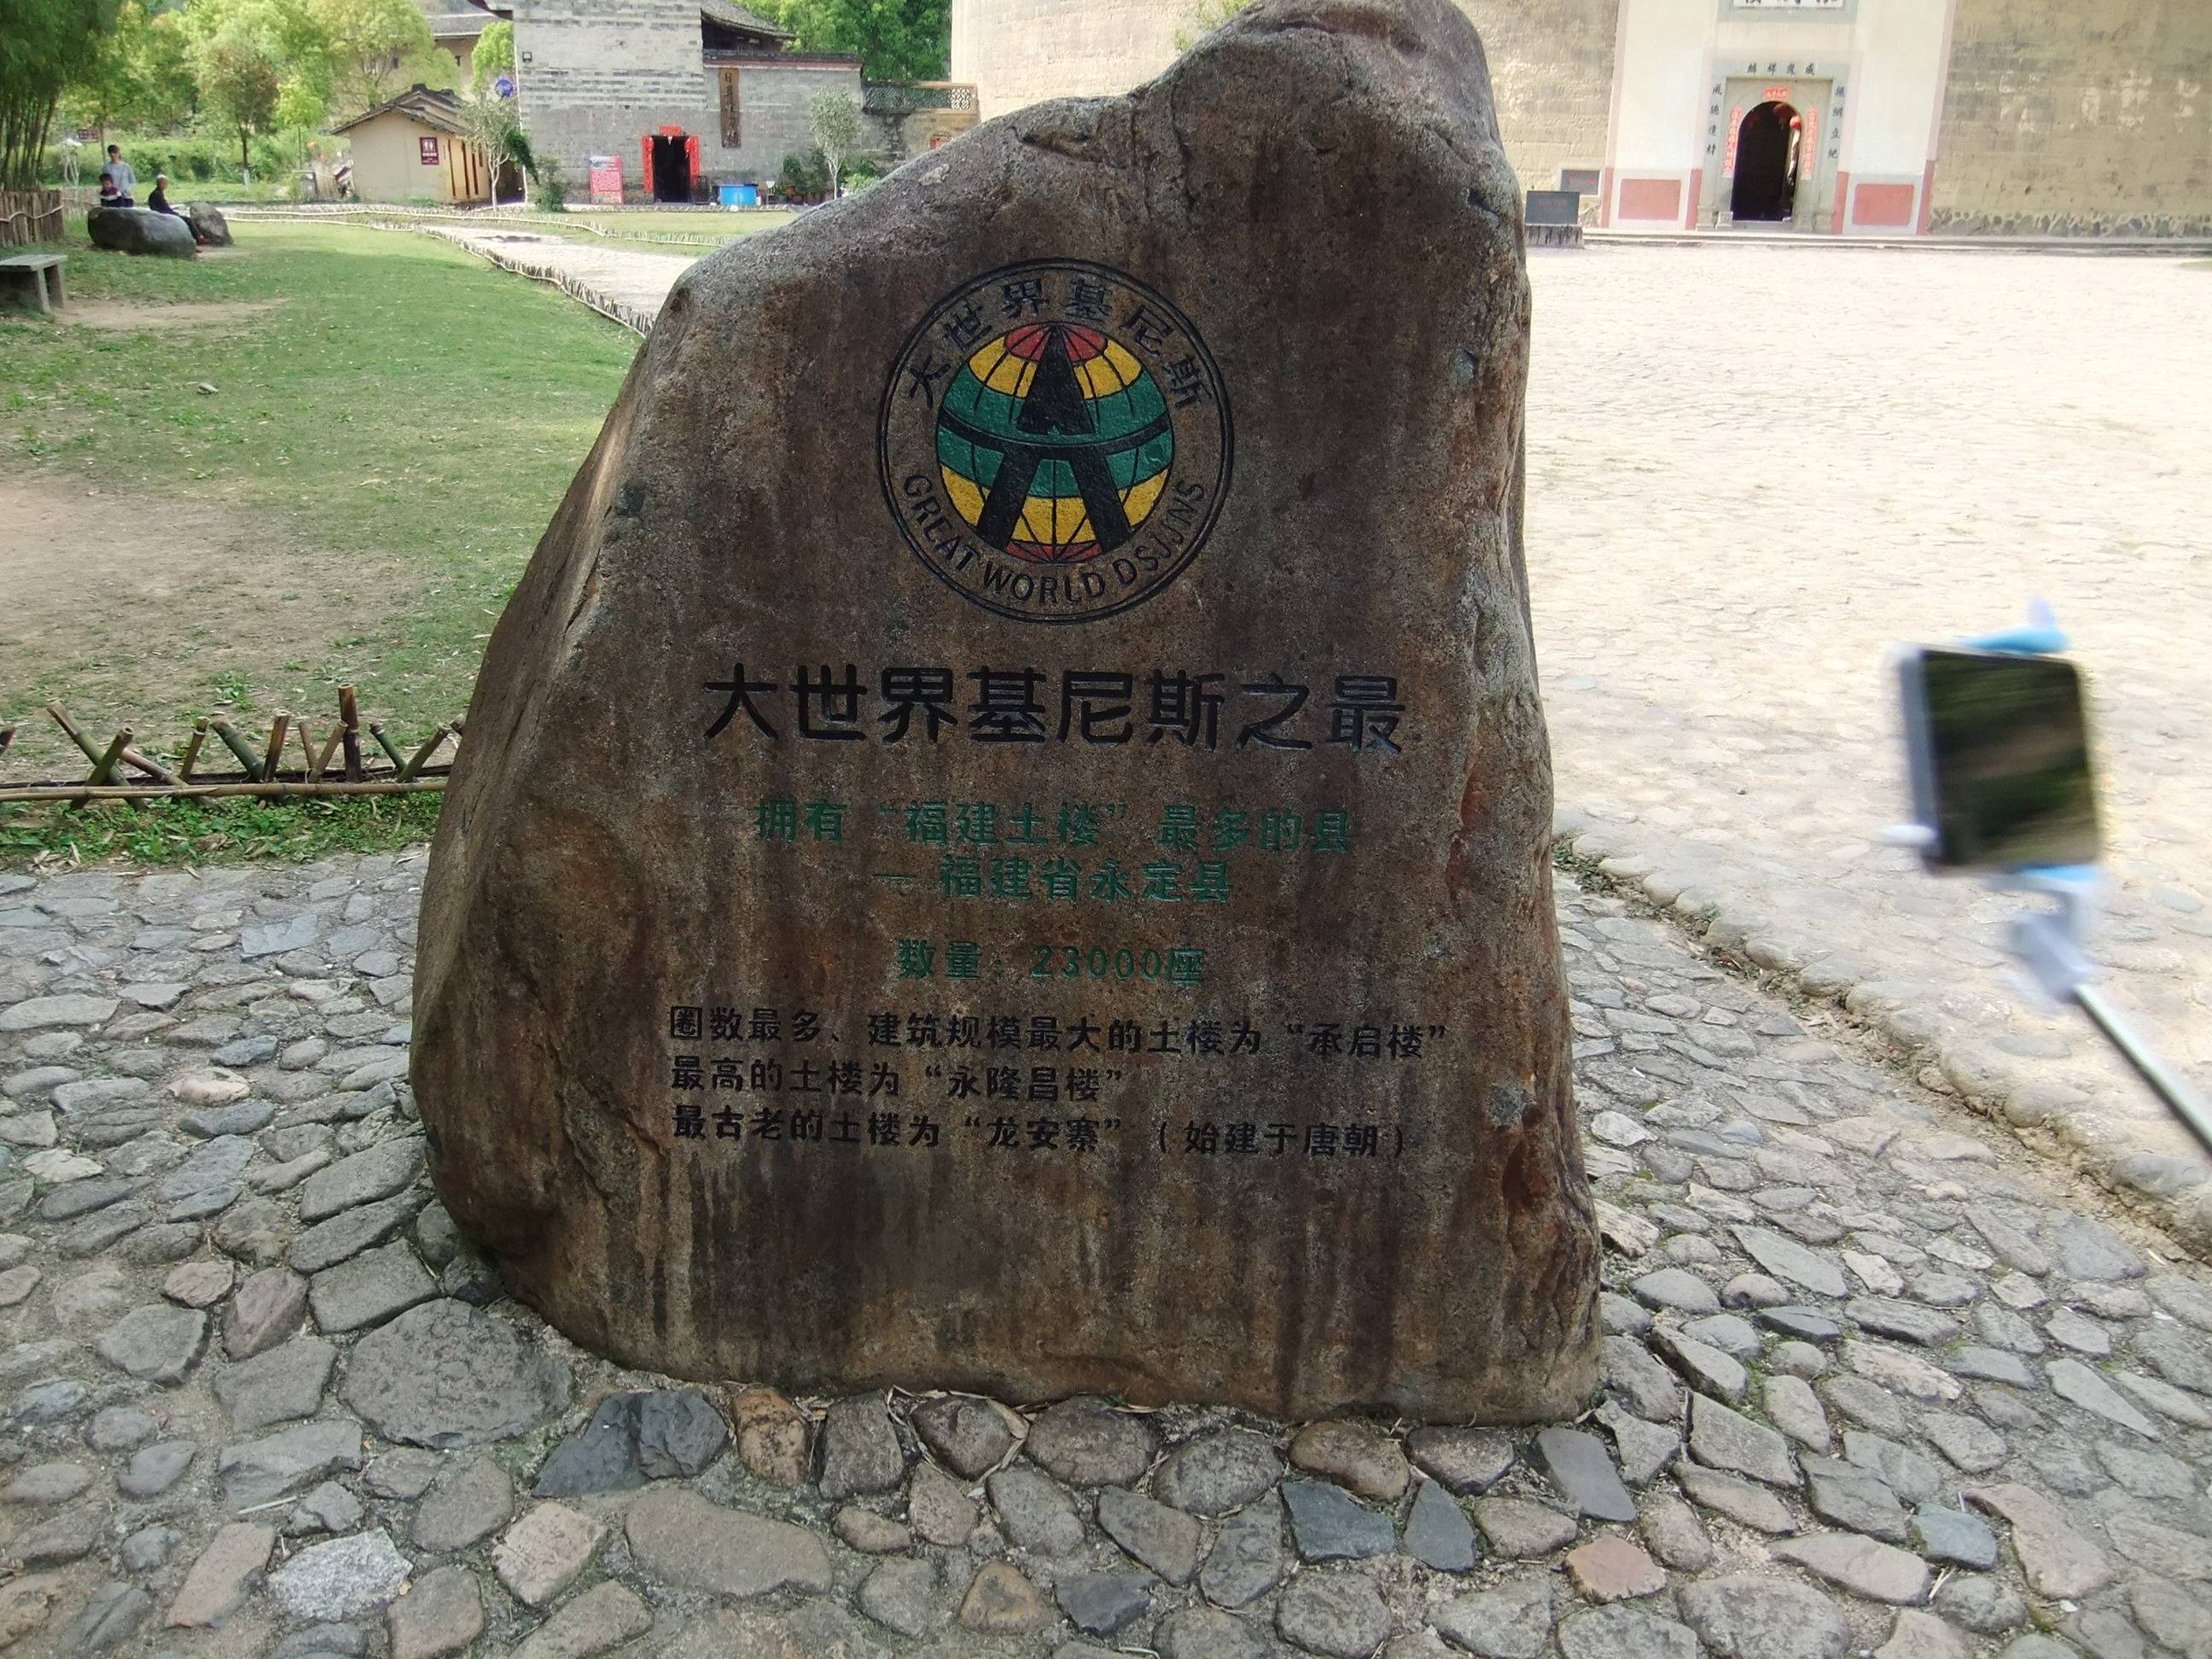 大世界基尼斯
GREAT WORLD DSJJNS
大世界基尼斯之最
拥有“福建土楼”最多的县
— 福建省永定县
数量：23000座
圈数最多、建筑规模最大的土楼为“承启楼”
最高的土楼为“永隆昌楼”
最古老的土楼为“龙安寨”（始建于唐朝）